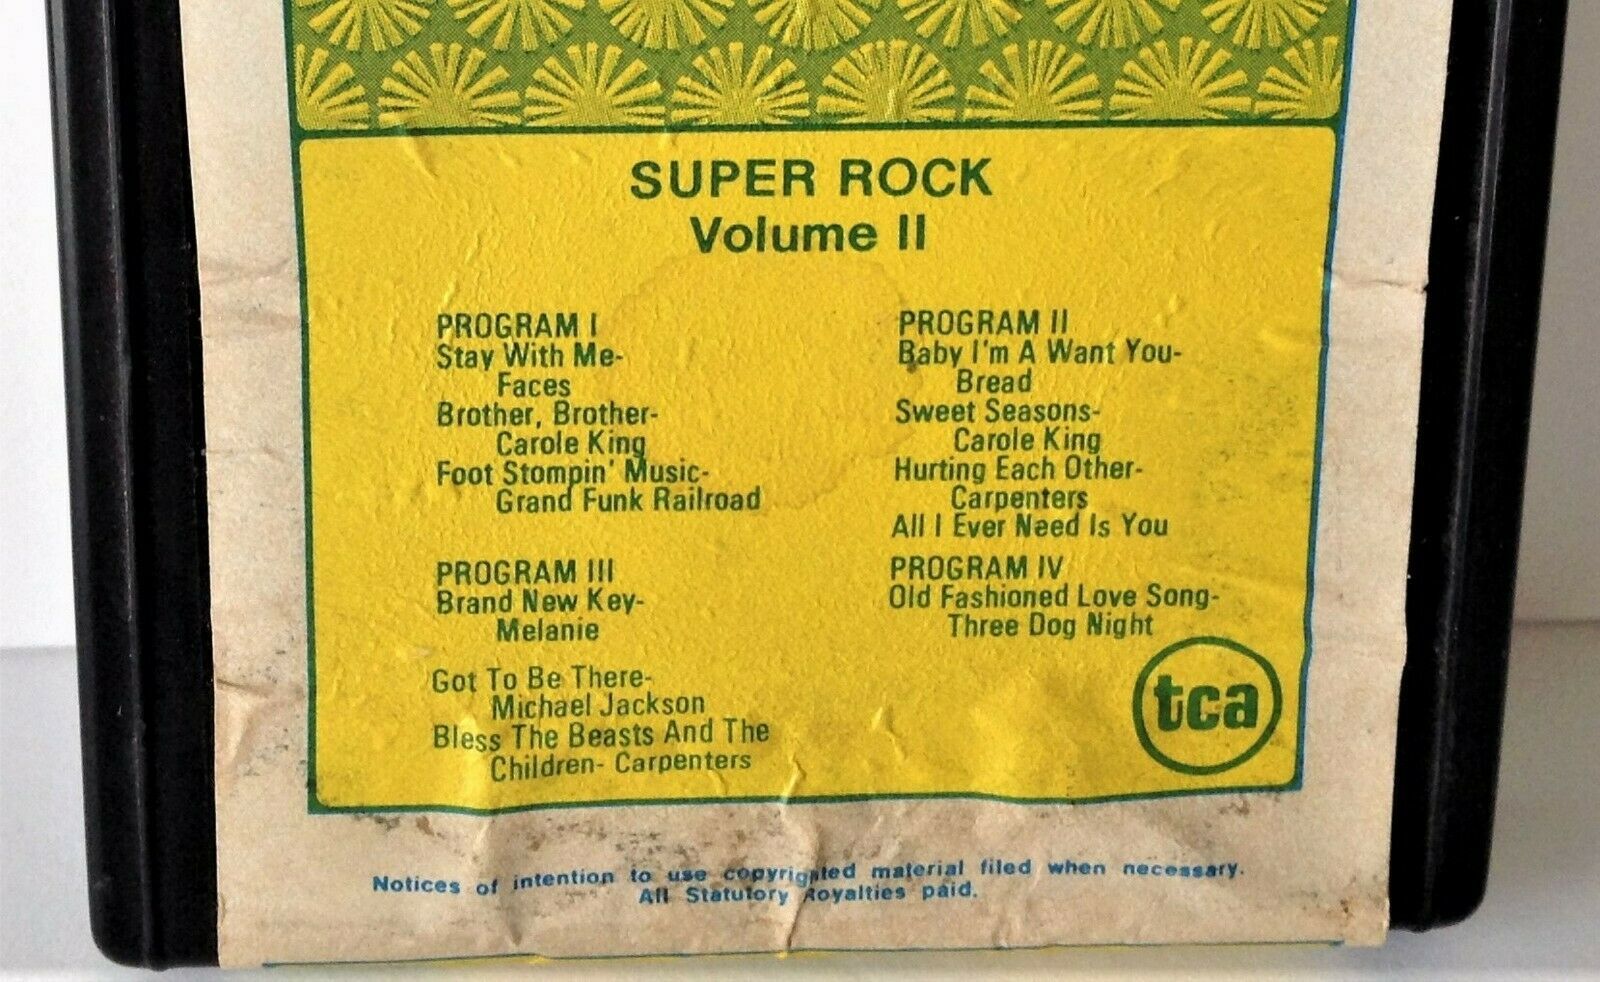 SUPER ROCK
Volume II
PROGRAM I
Stay With Me-
Faces
Brother, Brother-
Carole King
Foot Stompin' Music-
Grand Funk Railroad
PROGRAM II
Baby I'm A Want You-
Bread
Sweet Seasons-
Carole King
Hurting Each Other-
Carpenters
All I Ever Need Is You
PROGRAM III
Brand New Key-
Melanie
Got To Be There-
Michael Jackson
Bless The Beasts And The
Children- Carpenters
PROGRAM IV
Old Fashioned Love Song-
Three Dog Night
tca
Notices of intention to use copyrighted material filed when necessary.
All Statutory Royalties paid.